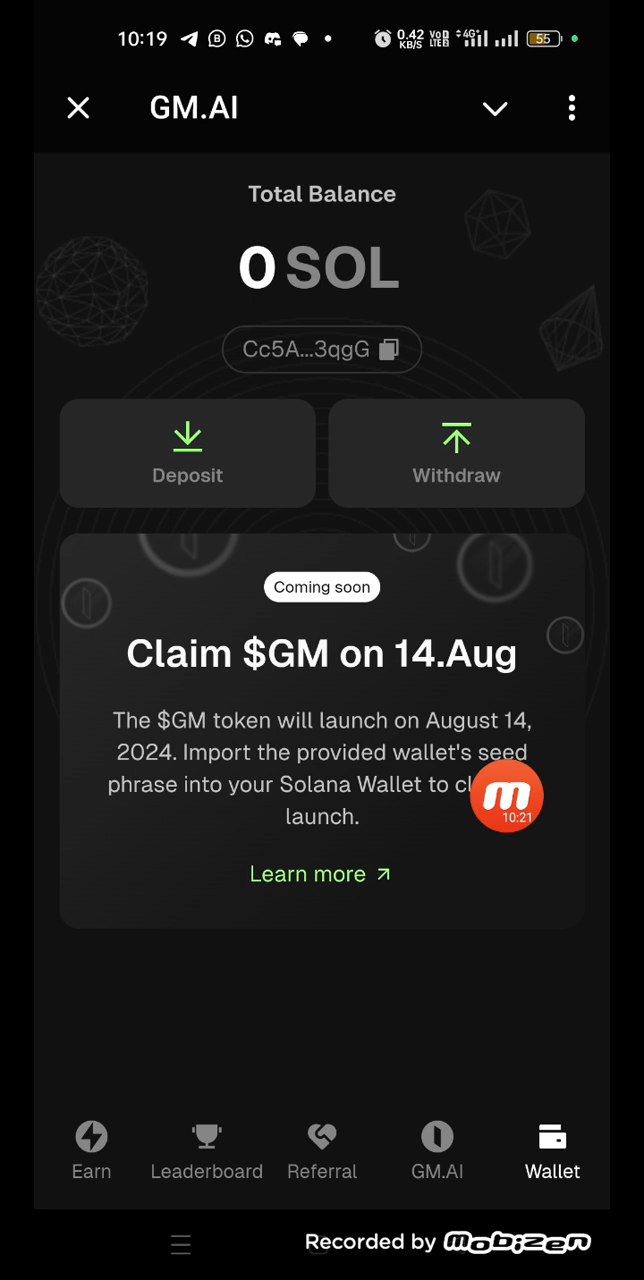 10:19
0.42 KB/S
VoD LTE2
4G+
55
GM.AI
Total Balance
0 SOL
Cc5A...3qgG
Deposit
Withdraw
Coming soon
Claim $GM on 14.Aug
The $GM token will launch on August 14,
2024. Import the provided wallet's seed
phrase into your Solana Wallet to
launch.
10:21
Learn more
Earn
Leaderboard
Referral
GM.AI
Wallet
Recorded by mobizen